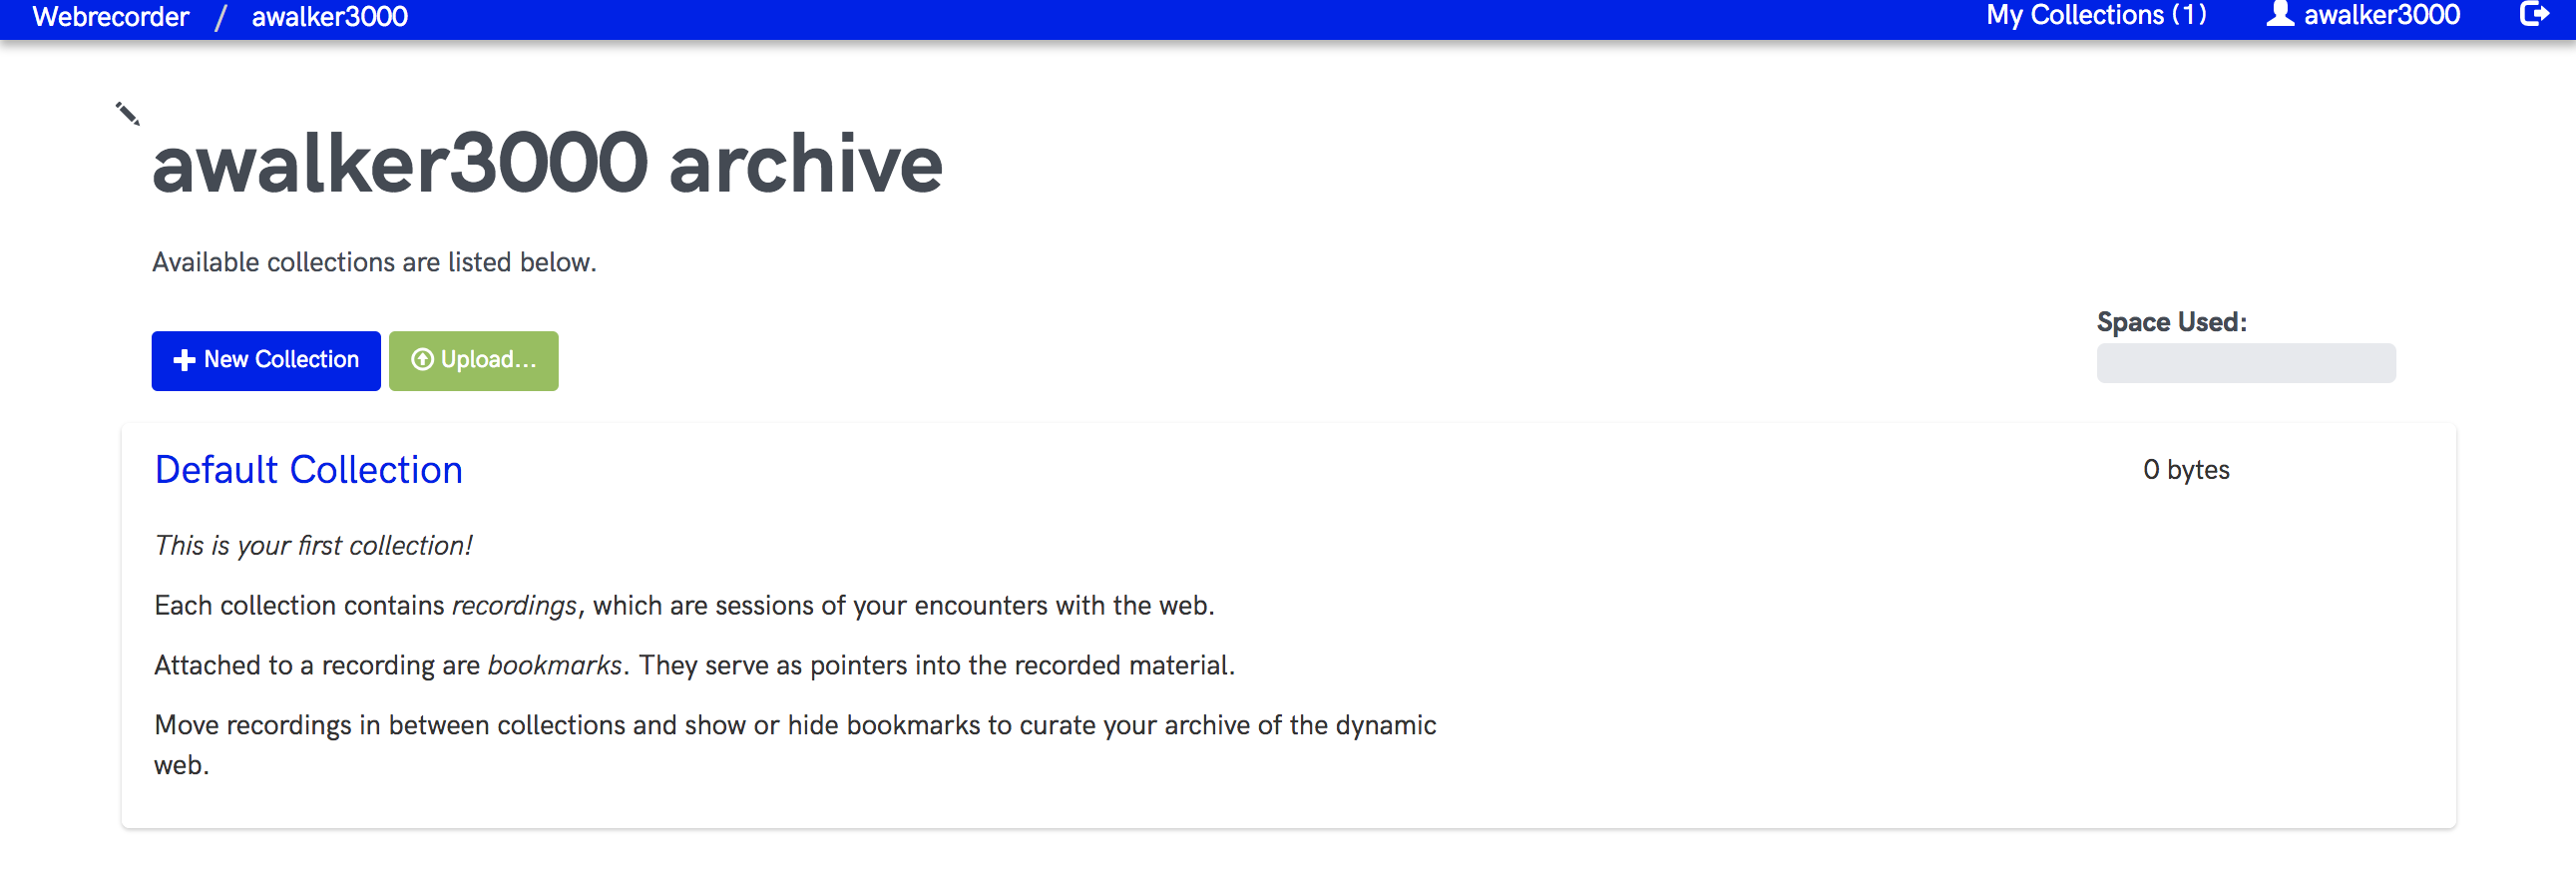 Webrecorder / awalker3000
My Collections (1) awalker3000
awalker3000 archive
Available collections are listed below.
New Collection Upload...
Space Used:
Default Collection
0 bytes
This is your first collection!
Each collection contains recordings, which are sessions of your encounters with the web.
Attached to a recording are bookmarks. They serve as pointers into the recorded material.
Move recordings in between collections and show or hide bookmarks to curate your archive of the dynamic
web.